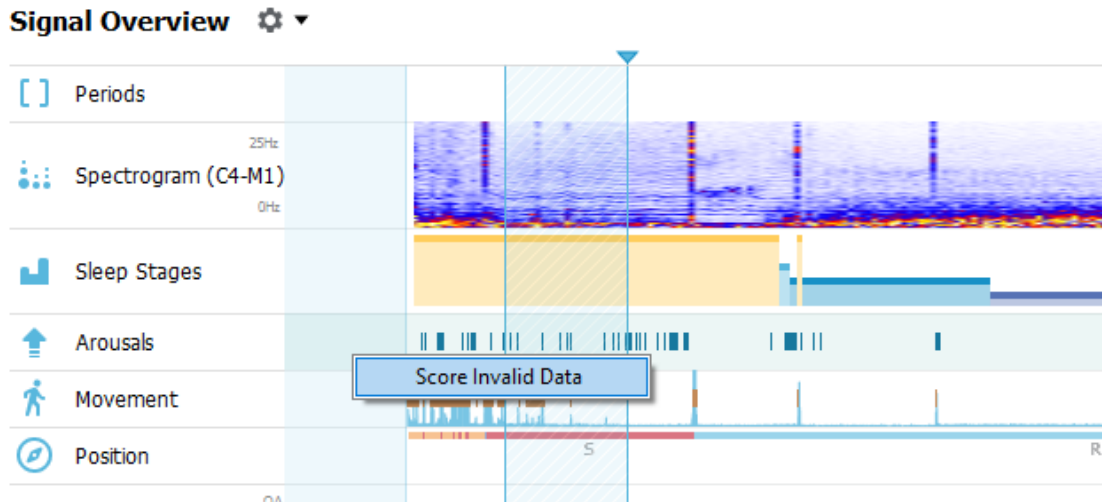 Signal Overview
Periods
25Hz
Spectrogram (C4-M1)
0Hz
Sleep Stages
Arousals
Score Invalid Data
Movement
S
R
Position